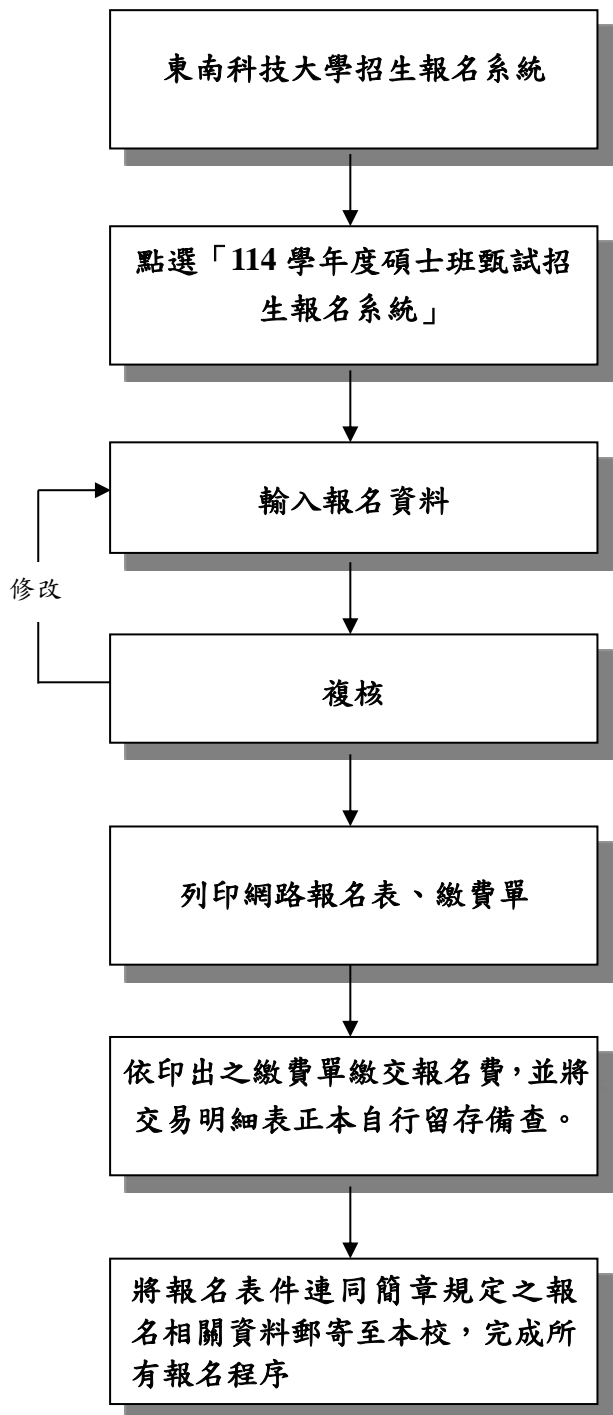 東南科技大學招生報名系統
點選「114 學年度碩士班甄試招
生報名系統」
輸入報名資料
修改
複核
列印網路報名表、繳費單
依印出之繳費單繳交報名費，並將
交易明細表正本自行留存備查。
將報名表件連同簡章規定之報
名相關資料郵寄至本校，完成所
有報名程序